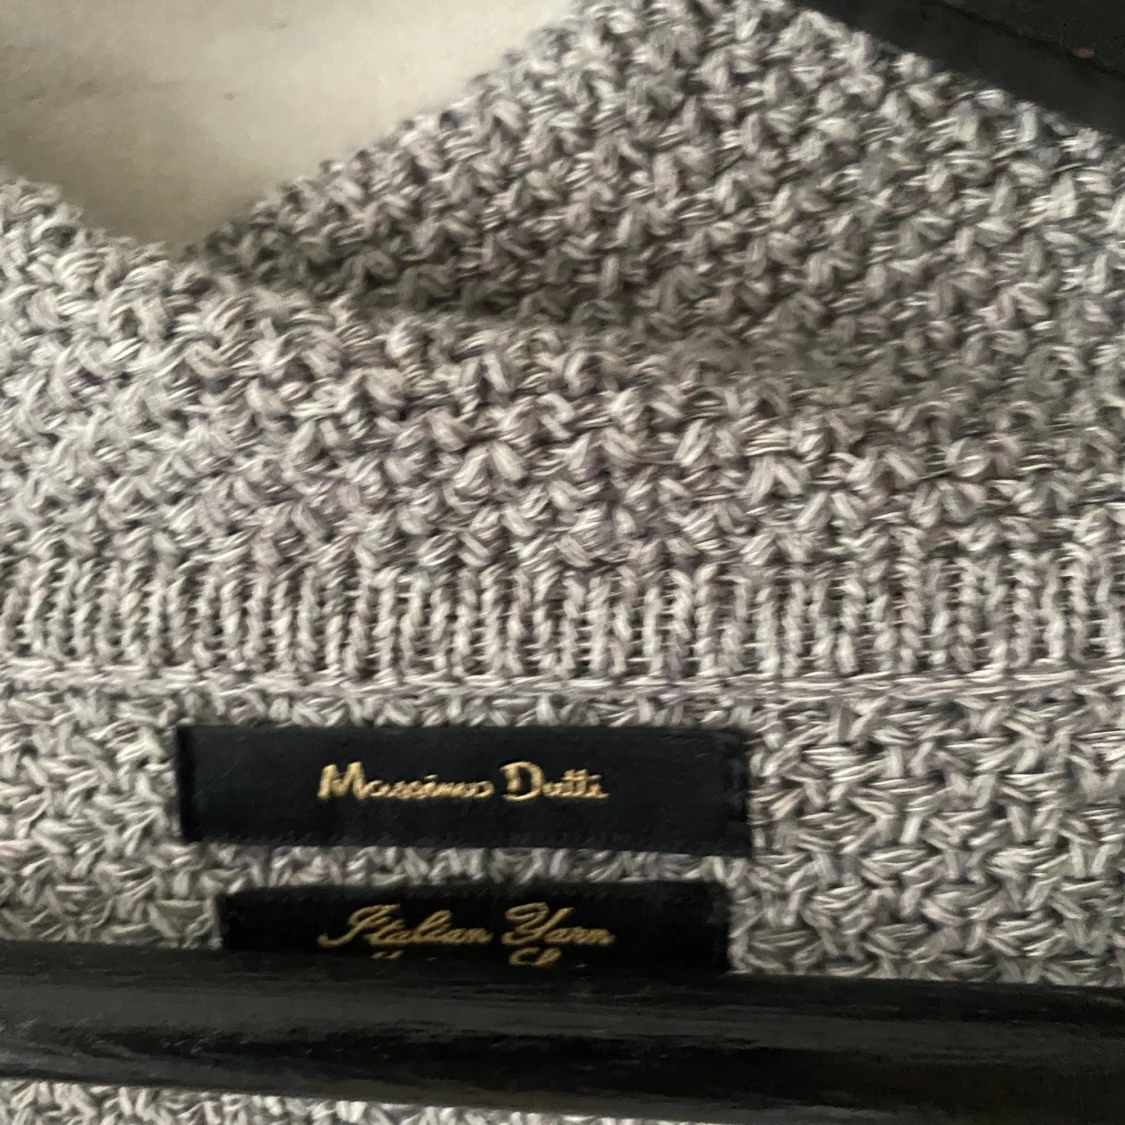 Massimo Dutti
Italian Yarn